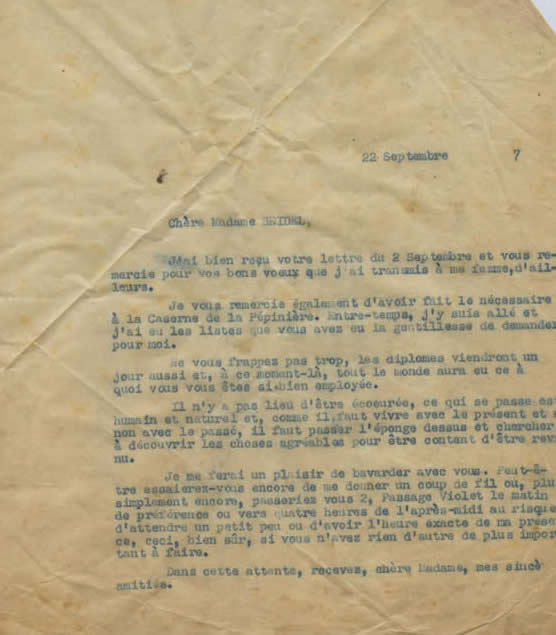 22 Septembre 7
Chère Madame SEIDEL,
J'ai bien reçu votre lettre du 2 Septembre et vous re-
mercie pour vos bons voeux que j'ai transmis à ma femme, d'ail-
leurs.
Je vous remercie également d'avoir fait le nécessaire
à la Caserne de la Pépinière. Entre-temps, j'y suis allé et
j'ai eu les listes que vous avez eu la gentillesse de demander
pour moi.
Ne vous frappez pas trop, les diplomes viendront un
jour aussi et, à ce moment-là, tout le monde aura eu ce à
quoi vous vous êtes si bien employée.
Il n'y a pas lieu d'être écoeurée, ce qui se passe est
humain et naturel et, comme il faut vivre avec le présent et
non avec le passé, il faut passer l'éponge dessus et chercher
à découvrir les choses agréables pour être content d'être rev
nu.
Je me ferai un plaisir de bavarder avec vous. Peut-ê-
tre essaierez-vous encore de me donner un coup de fil ou, plu
simplement encore, passeriez vous 2, Passage Violet le matin
de préférence ou vers quatre heures de l'après-midi au risque
d'attendre un petit peu ou d'avoir l'heure exacte de ma prése
ce, ceci, bien sûr, si vous n'avez rien d'autre de plus impor
tant à faire.
Dans cette attente, recevez, chère Madame, mes sincè
amitiés.